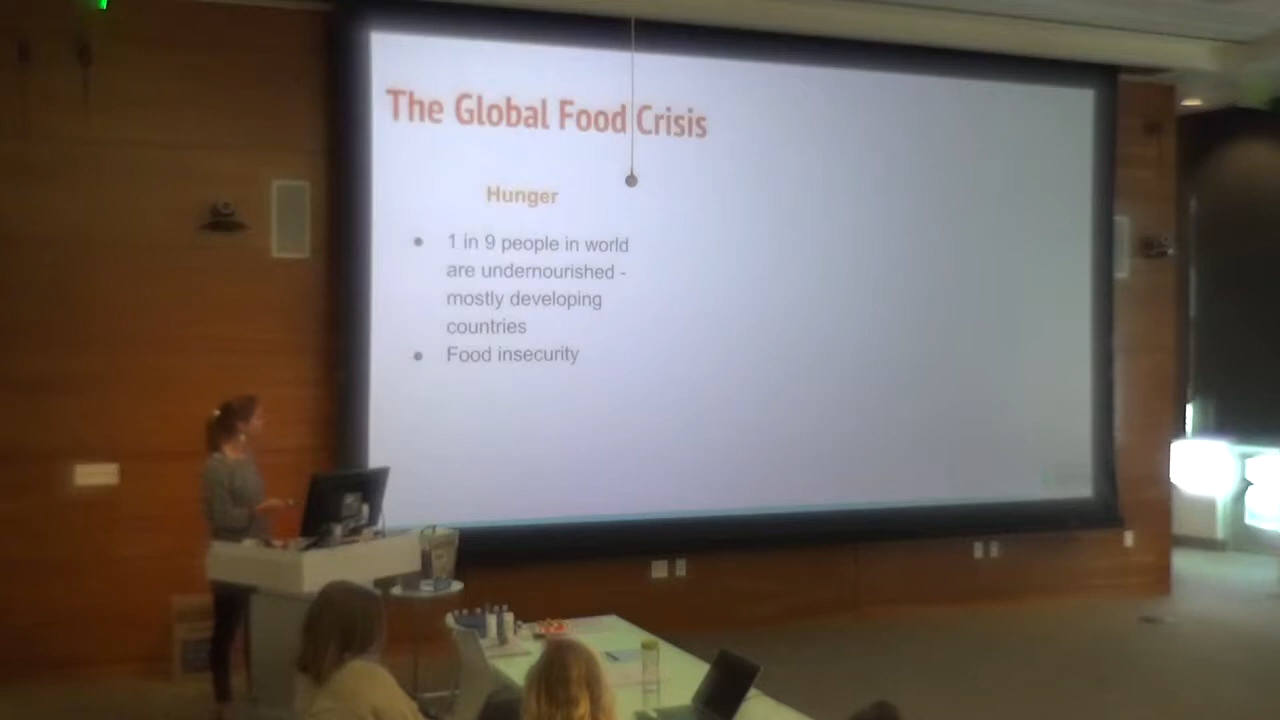 The Global Food Crisis
Hunger
● 1 in 9 people in world
are undernourished -
mostly developing
countries
● Food insecurity